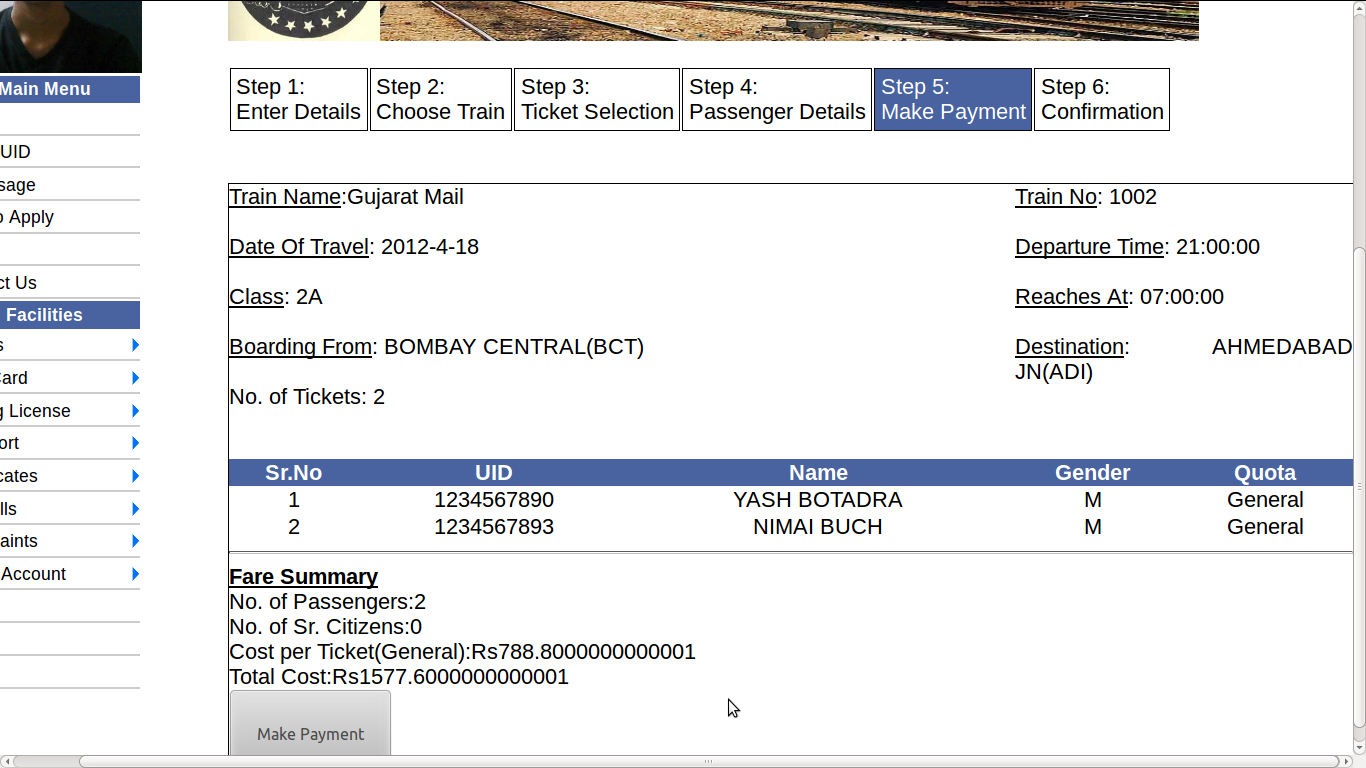 Step 1:
Enter Details
Step 2:
Choose Train
Step 3:
Ticket Selection
Step 4:
Passenger Details
Step 5:
Make Payment
Step 6:
Confirmation
Main Menu
UID
sage
o Apply
ct Us
Facilities
s
Card
g License
ort
cates
lls
aints
Account
Train Name:Gujarat Mail
Train No: 1002
Date Of Travel: 2012-4-18
Departure Time: 21:00:00
Class: 2A
Reaches At: 07:00:00
Boarding From: BOMBAY CENTRAL(BCT)
Destination: AHMEDABAD
JN(ADI)
No. of Tickets: 2
Sr.No UID Name Gender Quota
1 1234567890 YASH BOTADRA M General
2 1234567893 NIMAI BUCH M General
Fare Summary
No. of Passengers:2
No. of Sr. Citizens:0
Cost per Ticket(General):Rs788.8000000000001
Total Cost:Rs1577.6000000000001
Make Payment